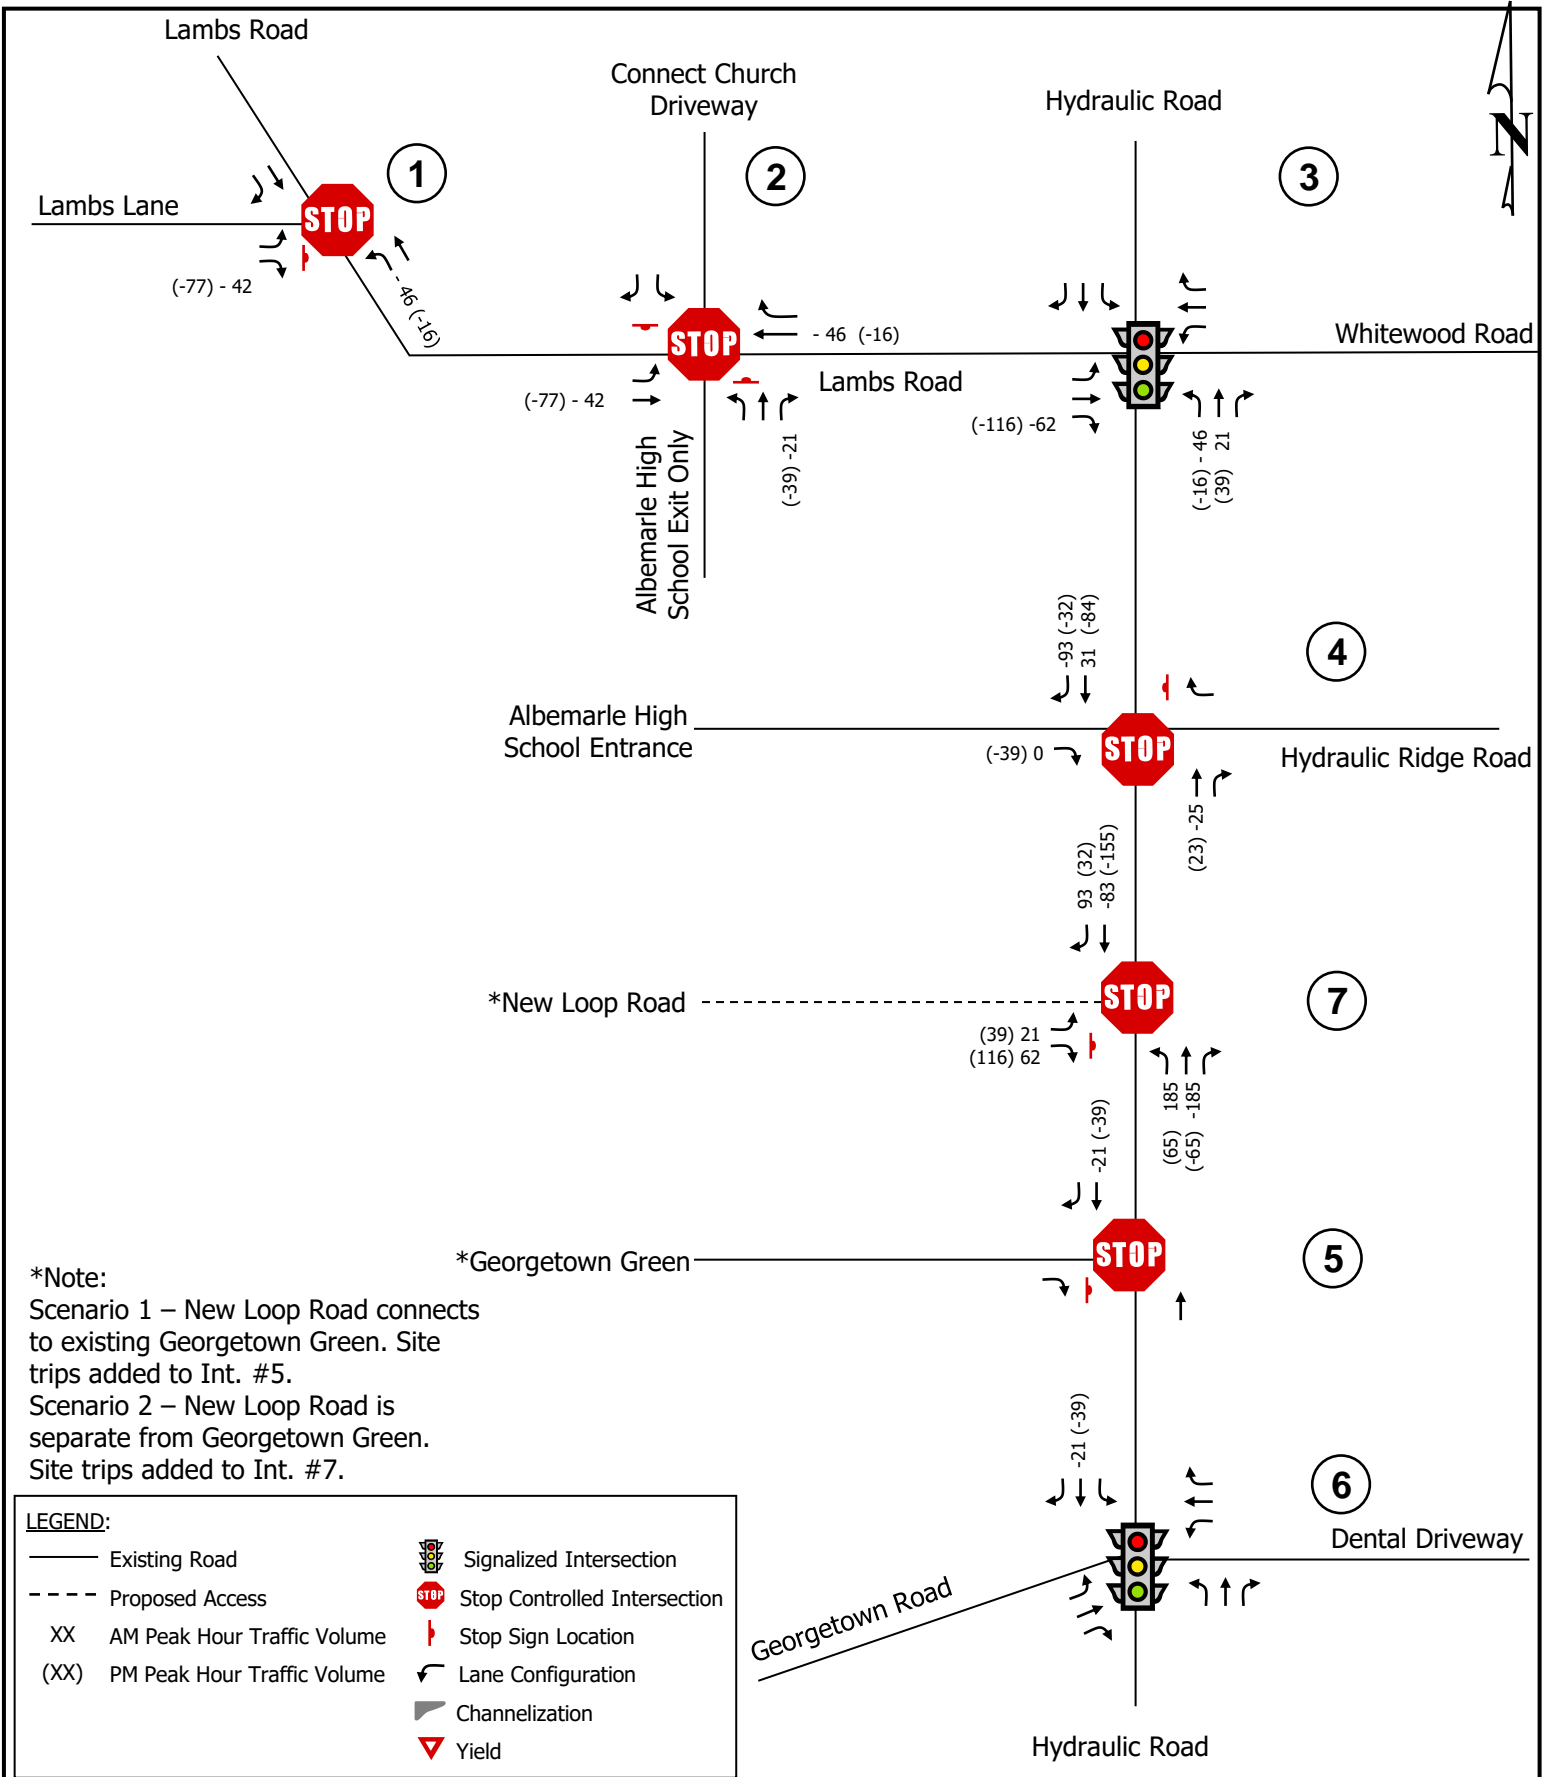 Lambs Road
Connect Church
Driveway
Hydraulic Road
N
1
2
3
Lambs Lane
STOP
(-77) - 42
- 46 (-16)
STOP
- 46 (-16)
Whitewood Road
Lambs Road
(-77) - 42
(-39) -21
(-116) -62
(-16) - 46
(39) 21
Albemarle High
School Exit Only
-93 (-32)
31 (-84)
4
Albemarle High
School Entrance
STOP
(-39) 0
Hydraulic Ridge Road
(23) -25
93 (32)
-83 (-155)
*New Loop Road
STOP
7
(39) 21
(116) 62
(65) 185
(-65) -185
-21 (-39)
*Georgetown Green
STOP
5
*Note:
Scenario 1 – New Loop Road connects
to existing Georgetown Green. Site
trips added to Int. #5.
Scenario 2 – New Loop Road is
separate from Georgetown Green.
Site trips added to Int. #7.
-21 (-39)
6
Dental Driveway
Georgetown Road
Hydraulic Road
LEGEND:
Existing Road
Proposed Access
XX AM Peak Hour Traffic Volume
(XX) PM Peak Hour Traffic Volume
Signalized Intersection
STOP Stop Controlled Intersection
Stop Sign Location
Lane Configuration
Channelization
Yield